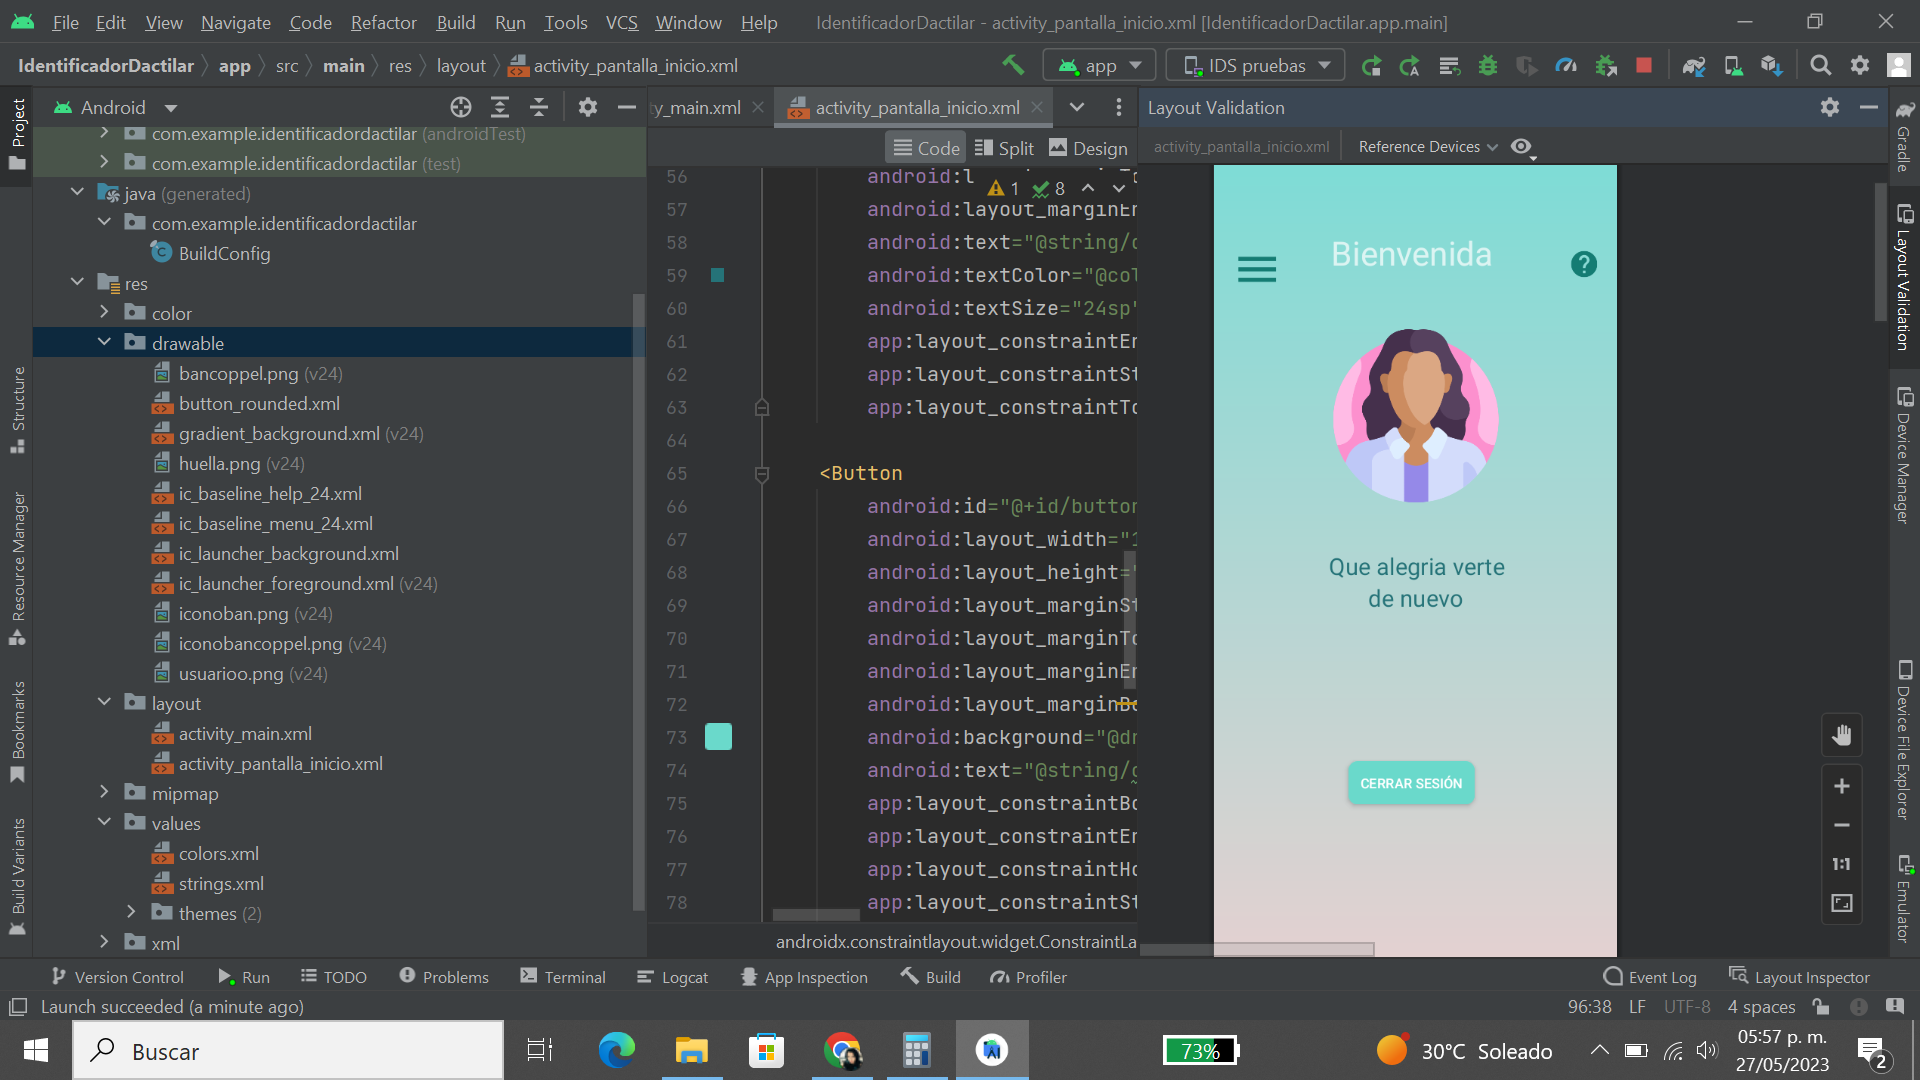 File Edit View Navigate Code Refactor Build Run Tools VCS Window Help IdentificadorDactilar - activity_pantalla_inicio.xml [IdentificadorDactilar.app.main]
IdentificadorDactilar app src main res layout activity_pantalla_inicio.xml app IDS pruebas
Android
y_main.xml activity_pantalla_inicio.xml
Layout Validation
Code Split Design
activity_pantalla_inicio.xml Reference Devices
Project
Structure
Resource Manager
Bookmarks
Build Variants
com.example.identificadordactilar (androidTest)
com.example.identificadordactilar (test)
java (generated)
com.example.identificadordactilar
BuildConfig
res
color
drawable
bancoppel.png (v24)
button_rounded.xml
gradient_background.xml (v24)
huella.png (v24)
ic_baseline_help_24.xml
ic_baseline_menu_24.xml
ic_launcher_background.xml
ic_launcher_foreground.xml (v24)
iconoban.png (v24)
iconobancoppel.png (v24)
usuarioo.png (v24)
layout
activity_main.xml
activity_pantalla_inicio.xml
mipmap
values
colors.xml
strings.xml
themes (2)
xml
1 8
56 android:l
57 android:layout_marginEn
58 android:text="@string/
59 android:textColor="@col
60 android:textSize="24sp"
61 app:layout_constraintEn
62 app:layout_constraintSt
63 app:layout_constraintTo
64
65 <Button
66 android:id="@+id/button
67 android:layout_width="1
68 android:layout_height="
69 android:layout_marginSt
70 android:layout_marginTo
71 android:layout_marginEn
72 android:layout_marginBo
73 android:background="@dr
74 android:text="@string/
75 app:layout_constraintBo
76 app:layout_constraintEn
77 app:layout_constraintHo
78 app:layout_constraintSt
androidx.constraintlayout.widget.ConstraintLa
Bienvenida
?
Que alegria verte
de nuevo
CERRAR SESIÓN
1:1
Gradle
Layout Validation
Device Manager
Device File Explorer
Emulator
Version Control Run TODO Problems Terminal Logcat App Inspection Build Profiler Event Log Layout Inspector
Launch succeeded (a minute ago) 96:38 LF UTF-8 4 spaces
Buscar
73%
30°C Soleado
05:57 p. m.
27/05/2023
2